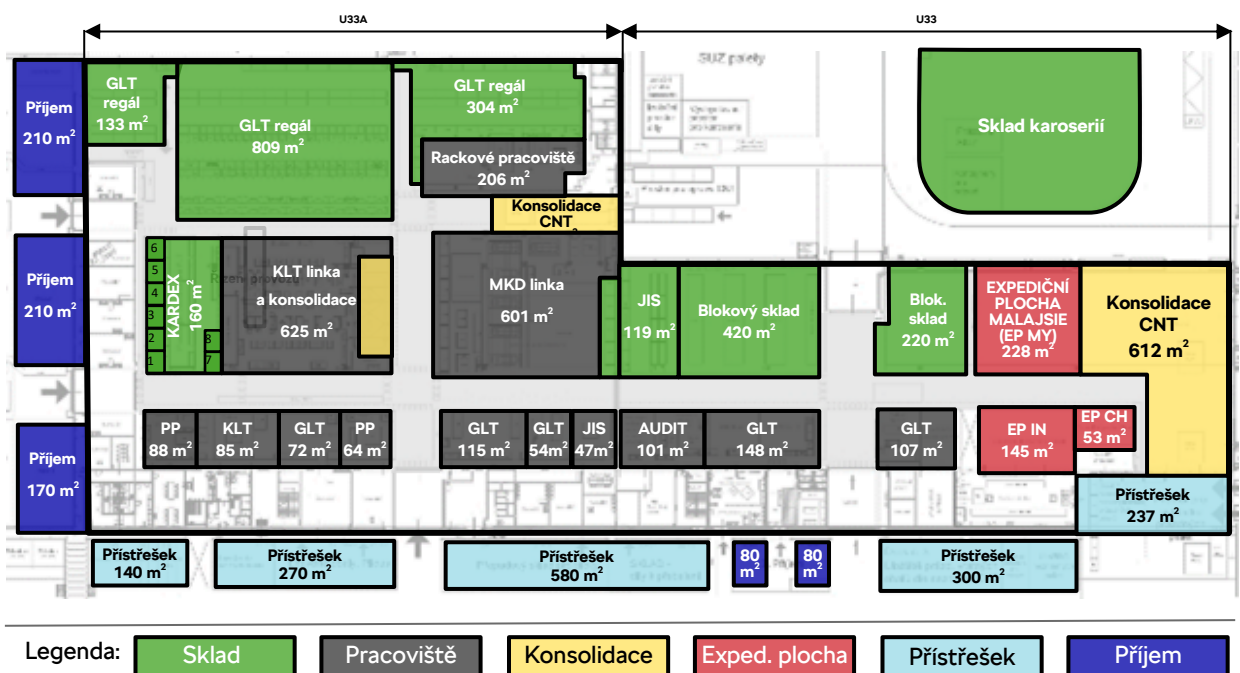 U33A
U33
SUZ palety
Příjem
210 m²
GLT
regál
133 m²
GLT regál
809 m²
GLT regál
304 m²
Rackové pracoviště
206 m²
Konsolidace
CNT
Sklad karoserií
Příjem
210 m²
6
5
4
3
2
1
KARDEX
160 m²
8
7
KLT linka
a konsolidace
625 m²
MKD linka
601 m²
JIS
119 m²
Blokový sklad
420 m²
Blok.
sklad
220 m²
EXPEDIČNÍ
PLOCHA
MALAJSIE
(EP MY)
228 m²
Konsolidace
CNT
612 m²
Příjem
170 m²
PP
88 m²
KLT
85 m²
GLT
72 m²
PP
64 m²
GLT
115 m²
GLT
54m²
JIS
47m²
AUDIT
101 m²
GLT
148 m²
GLT
107 m²
EP IN
145 m²
EP CH
53 m²
Přístřešek
237 m²
Přístřešek
140 m²
Přístřešek
270 m²
Přístřešek
580 m²
80
m²
80
m²
Přístřešek
300 m²
Legenda:
Sklad
Pracoviště
Konsolidace
Exped. plocha
Přístřešek
Příjem